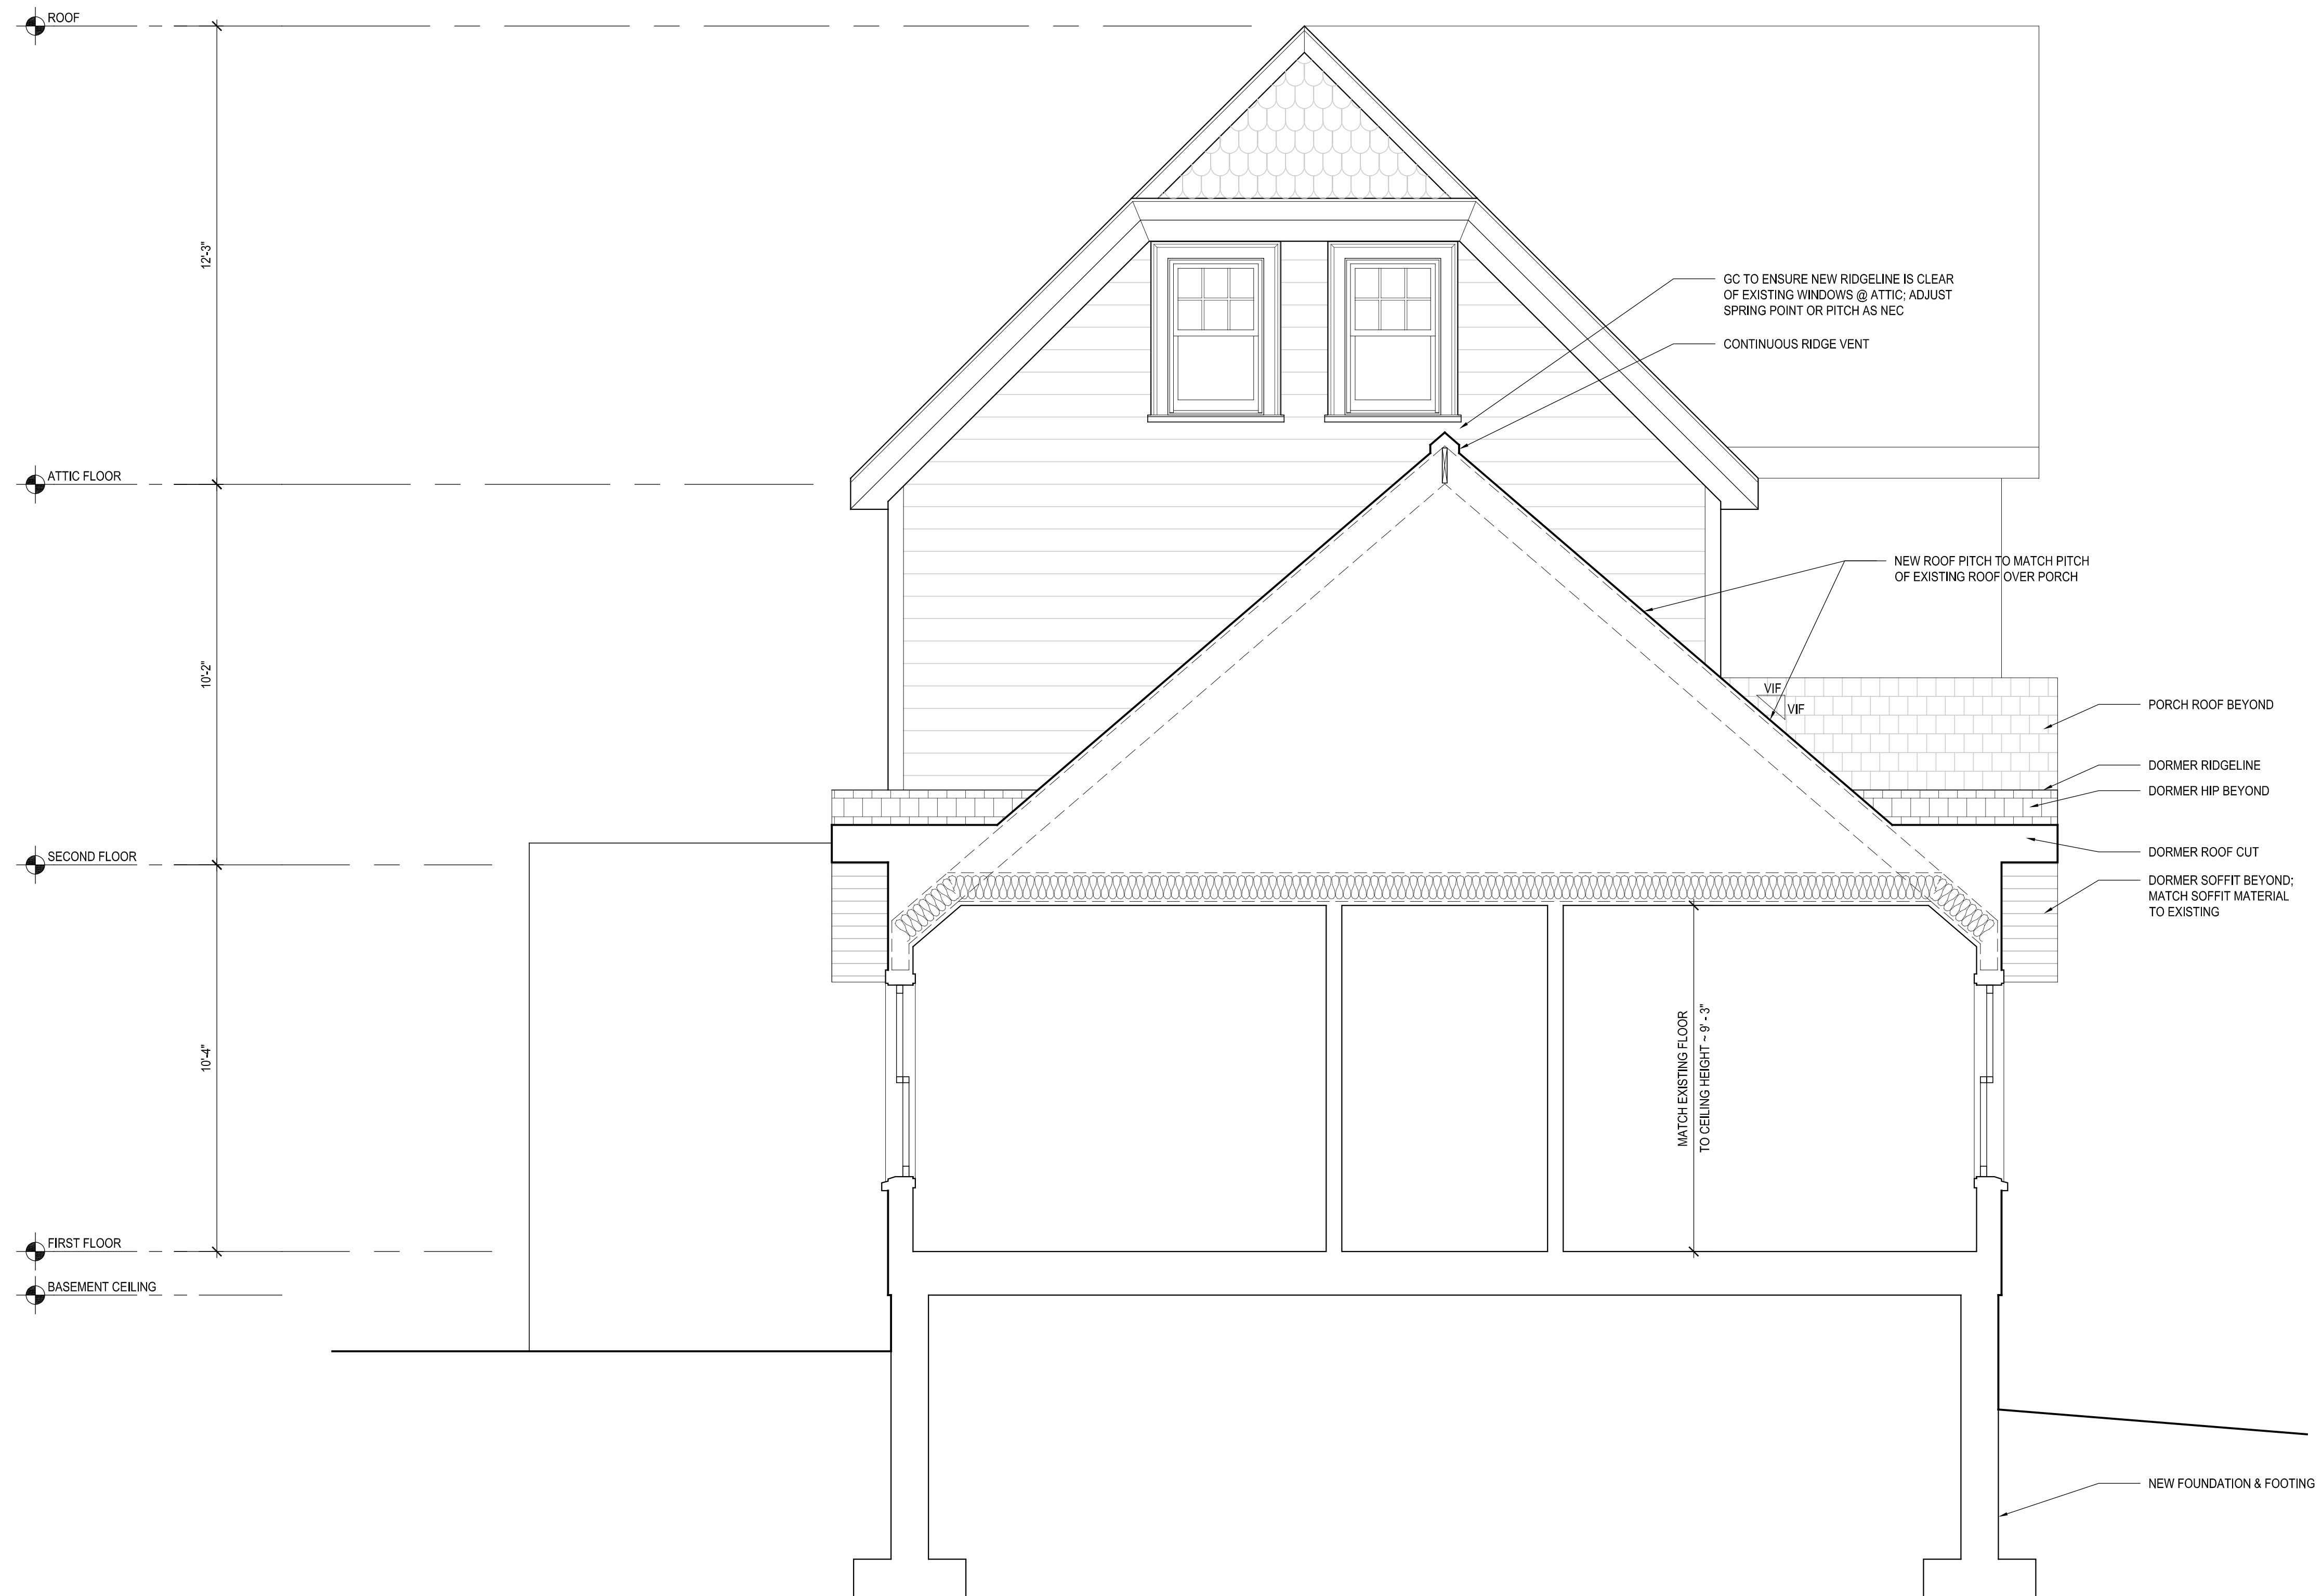 ROOF
12'-3"
GC TO ENSURE NEW RIDGELINE IS CLEAR
OF EXISTING WINDOWS @ ATTIC; ADJUST
SPRING POINT OR PITCH AS NEC
CONTINUOUS RIDGE VENT
ATTIC FLOOR
NEW ROOF PITCH TO MATCH PITCH
OF EXISTING ROOF OVER PORCH
10'-2"
VIF
VIF
PORCH ROOF BEYOND
DORMER RIDGELINE
DORMER HIP BEYOND
SECOND FLOOR
DORMER ROOF CUT
DORMER SOFFIT BEYOND;
MATCH SOFFIT MATERIAL
TO EXISTING
10'-4"
MATCH EXISTING FLOOR
TO CEILING HEIGHT ~ 9' - 3"
FIRST FLOOR
BASEMENT CEILING
NEW FOUNDATION & FOOTING